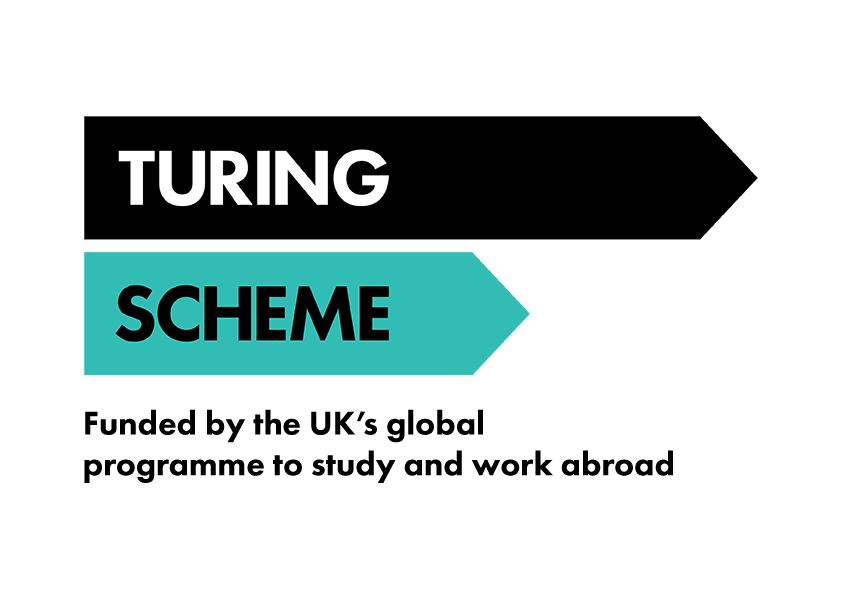 TURING
SCHEME
Funded by the UK’s global
programme to study and work abroad